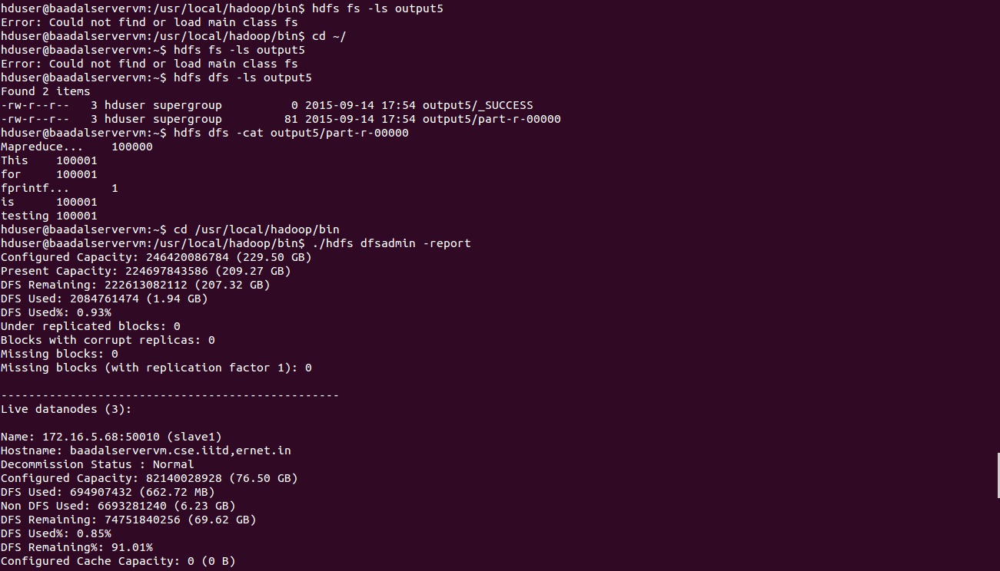 hduser@baadalservervm:/usr/local/hadoop/bin$ hdfs fs -ls output5
Error: Could not find or load main class fs
hduser@baadalservervm:/usr/local/hadoop/bin$ cd ~/
hduser@baadalservervm:~$ hdfs fs -ls output5
Error: Could not find or load main class fs
hduser@baadalservervm:~$ hdfs dfs -ls output5
Found 2 items
-rw-r--r--   3 hduser supergroup          0 2015-09-14 17:54 output5/_SUCCESS
-rw-r--r--   3 hduser supergroup         81 2015-09-14 17:54 output5/part-r-00000
hduser@baadalservervm:~$ hdfs dfs -cat output5/part-r-00000
Mapreduce...    100000
This    100001
for     100001
fprintf...      1
is      100001
testing 100001
hduser@baadalservervm:~$ cd /usr/local/hadoop/bin
hduser@baadalservervm:/usr/local/hadoop/bin$ ./hdfs dfsadmin -report
Configured Capacity: 246420086784 (229.50 GB)
Present Capacity: 224697843586 (209.27 GB)
DFS Remaining: 222613082112 (207.32 GB)
DFS Used: 2084761474 (1.94 GB)
DFS Used%: 0.93%
Under replicated blocks: 0
Blocks with corrupt replicas: 0
Missing blocks: 0
Missing blocks (with replication factor 1): 0
-------------------------------------------------
Live datanodes (3):
Name: 172.16.5.68:50010 (slave1)
Hostname: baadalservervm.cse.iitd,ernet.in
Decommission Status : Normal
Configured Capacity: 82140028928 (76.50 GB)
DFS Used: 694907432 (662.72 MB)
Non DFS Used: 6693281240 (6.23 GB)
DFS Remaining: 74751840256 (69.62 GB)
DFS Used%: 0.85%
DFS Remaining%: 91.01%
Configured Cache Capacity: 0 (0 B)